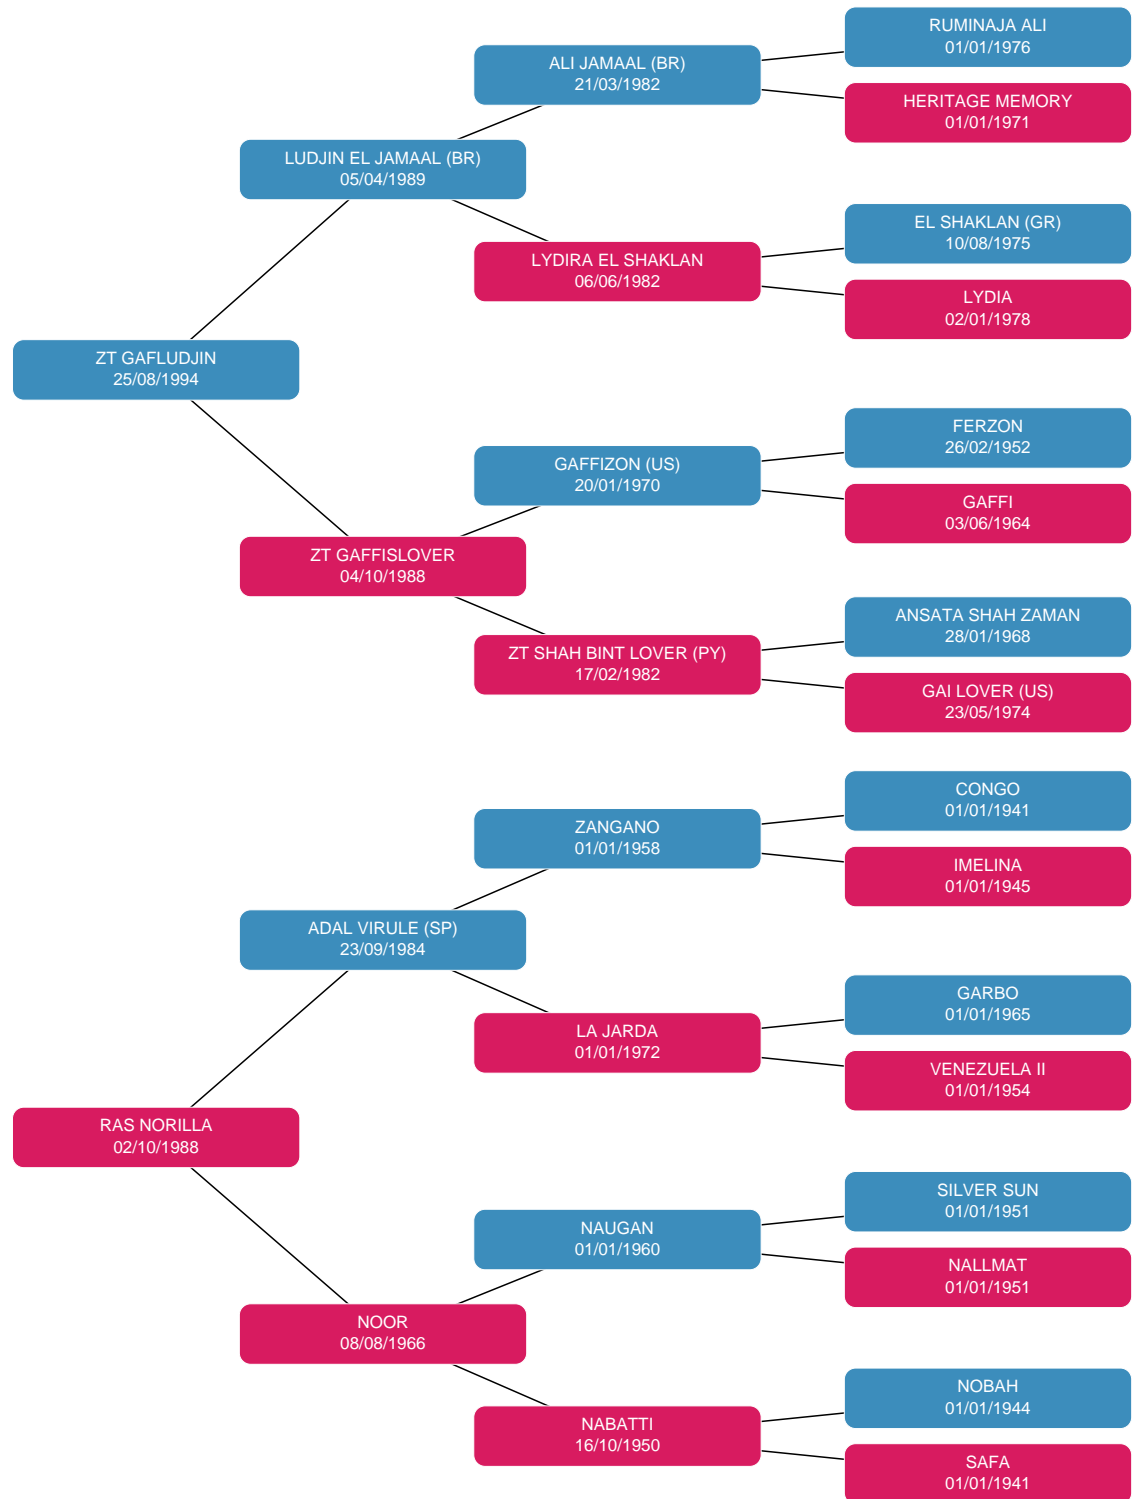 RUMINAJA ALI
01/01/1976
ALI JAMAAL (BR)
21/03/1982
HERITAGE MEMORY
01/01/1971
LUDJIN EL JAMAAL (BR)
05/04/1989
EL SHAKLAN (GR)
10/08/1975
LYDIRA EL SHAKLAN
06/06/1982
LYDIA
02/01/1978
ZT GAFLUDJIN
25/08/1994
FERZON
26/02/1952
GAFFIZON (US)
20/01/1970
GAFFI
03/06/1964
ZT GAFFISLOVER
04/10/1988
ANSATA SHAH ZAMAN
28/01/1968
ZT SHAH BINT LOVER (PY)
17/02/1982
GAI LOVER (US)
23/05/1974
CONGO
01/01/1941
ZANGANO
01/01/1958
IMELINA
01/01/1945
ADAL VIRULE (SP)
23/09/1984
GARBO
01/01/1965
LA JARDA
01/01/1972
VENEZUELA II
01/01/1954
RAS NORILLA
02/10/1988
SILVER SUN
01/01/1951
NAUGAN
01/01/1960
NALLMAT
01/01/1951
NOOR
08/08/1966
NOBAH
01/01/1944
NABATTI
16/10/1950
SAFA
01/01/1941